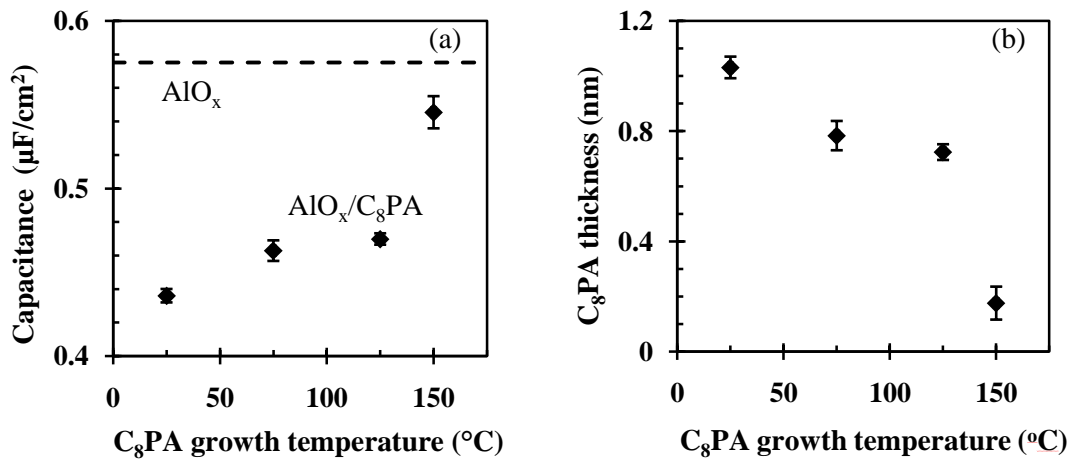 0.6
(a)
AlOₓ
0.5
AlOₓ/C₈PA
0.4
0 50 100 150
Capacitance (µF/cm²)
C₈PA growth temperature (°C)
1.2
(b)
0.8
0.4
0
0 50 100 150
C₈PA thickness (nm)
C₈PA growth temperature (ºC)